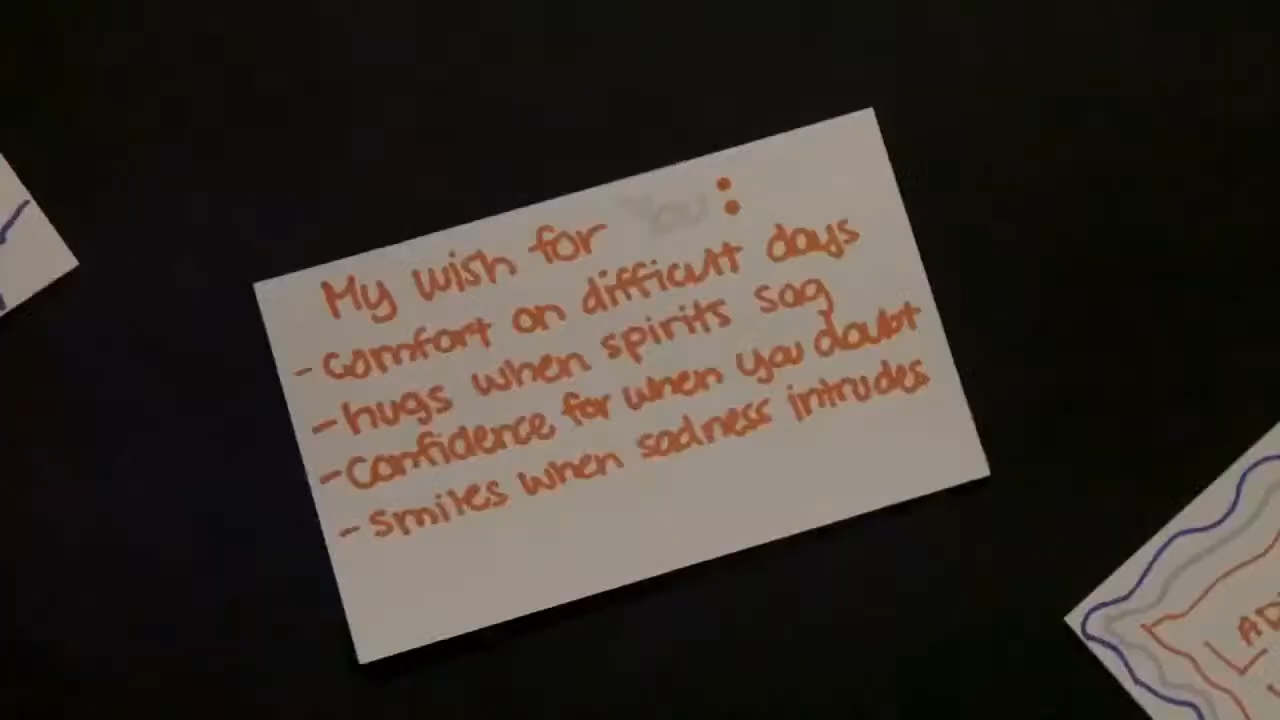 My wish for You:
- comfort on difficult days
- hugs when spirits sag
- confidence for when you doubt
- smiles when sadness intrudes